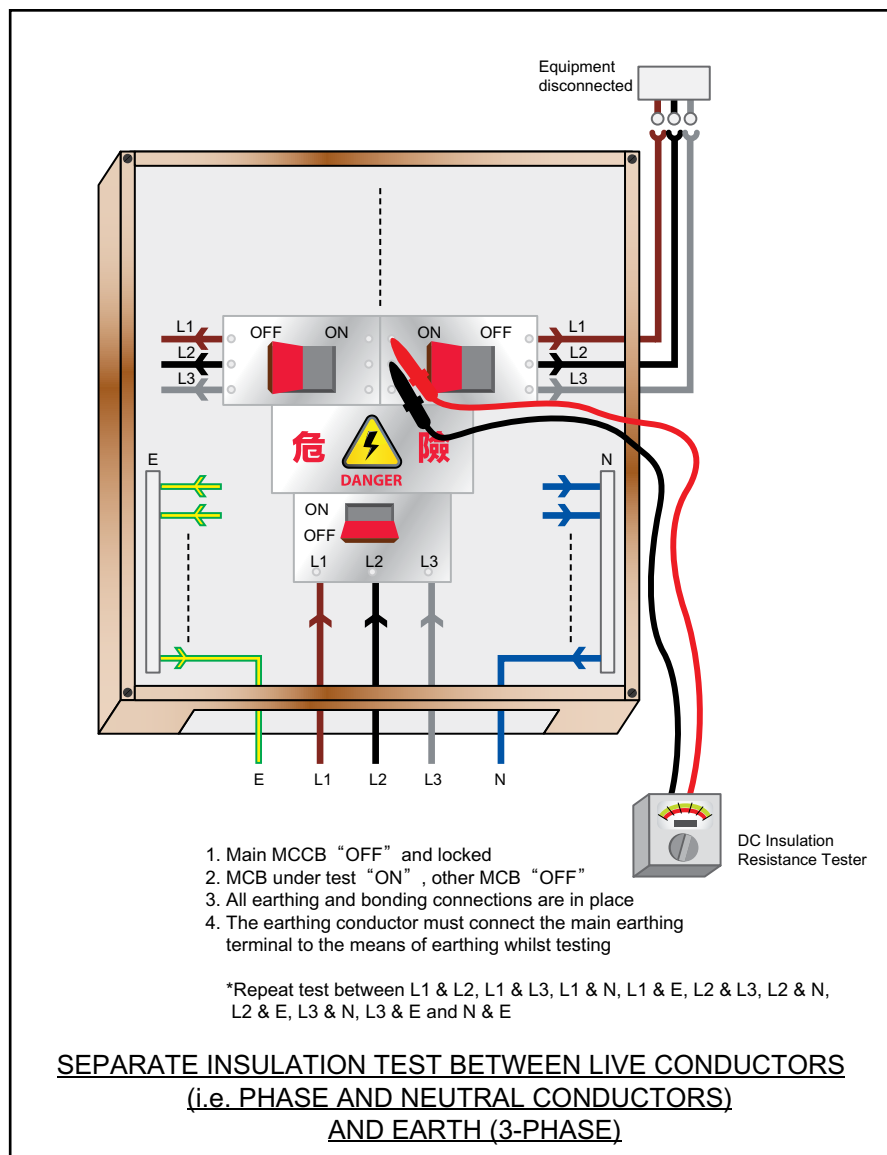 Equipment
disconnected
L1
L2
L3
OFF
ON
ON
OFF
L1
L2
L3
危
險
DANGER
E
N
ON
OFF
L1
L2
L3
E
L1
L2
L3
N
DC Insulation
Resistance Tester
1. Main MCCB “OFF” and locked
2. MCB under test “ON” , other MCB “OFF”
3. All earthing and bonding connections are in place
4. The earthing conductor must connect the main earthing
terminal to the means of earthing whilst testing
*Repeat test between L1 & L2, L1 & L3, L1 & N, L1 & E, L2 & L3, L2 & N,
L2 & E, L3 & N, L3 & E and N & E
SEPARATE INSULATION TEST BETWEEN LIVE CONDUCTORS
(i.e. PHASE AND NEUTRAL CONDUCTORS)
AND EARTH (3-PHASE)